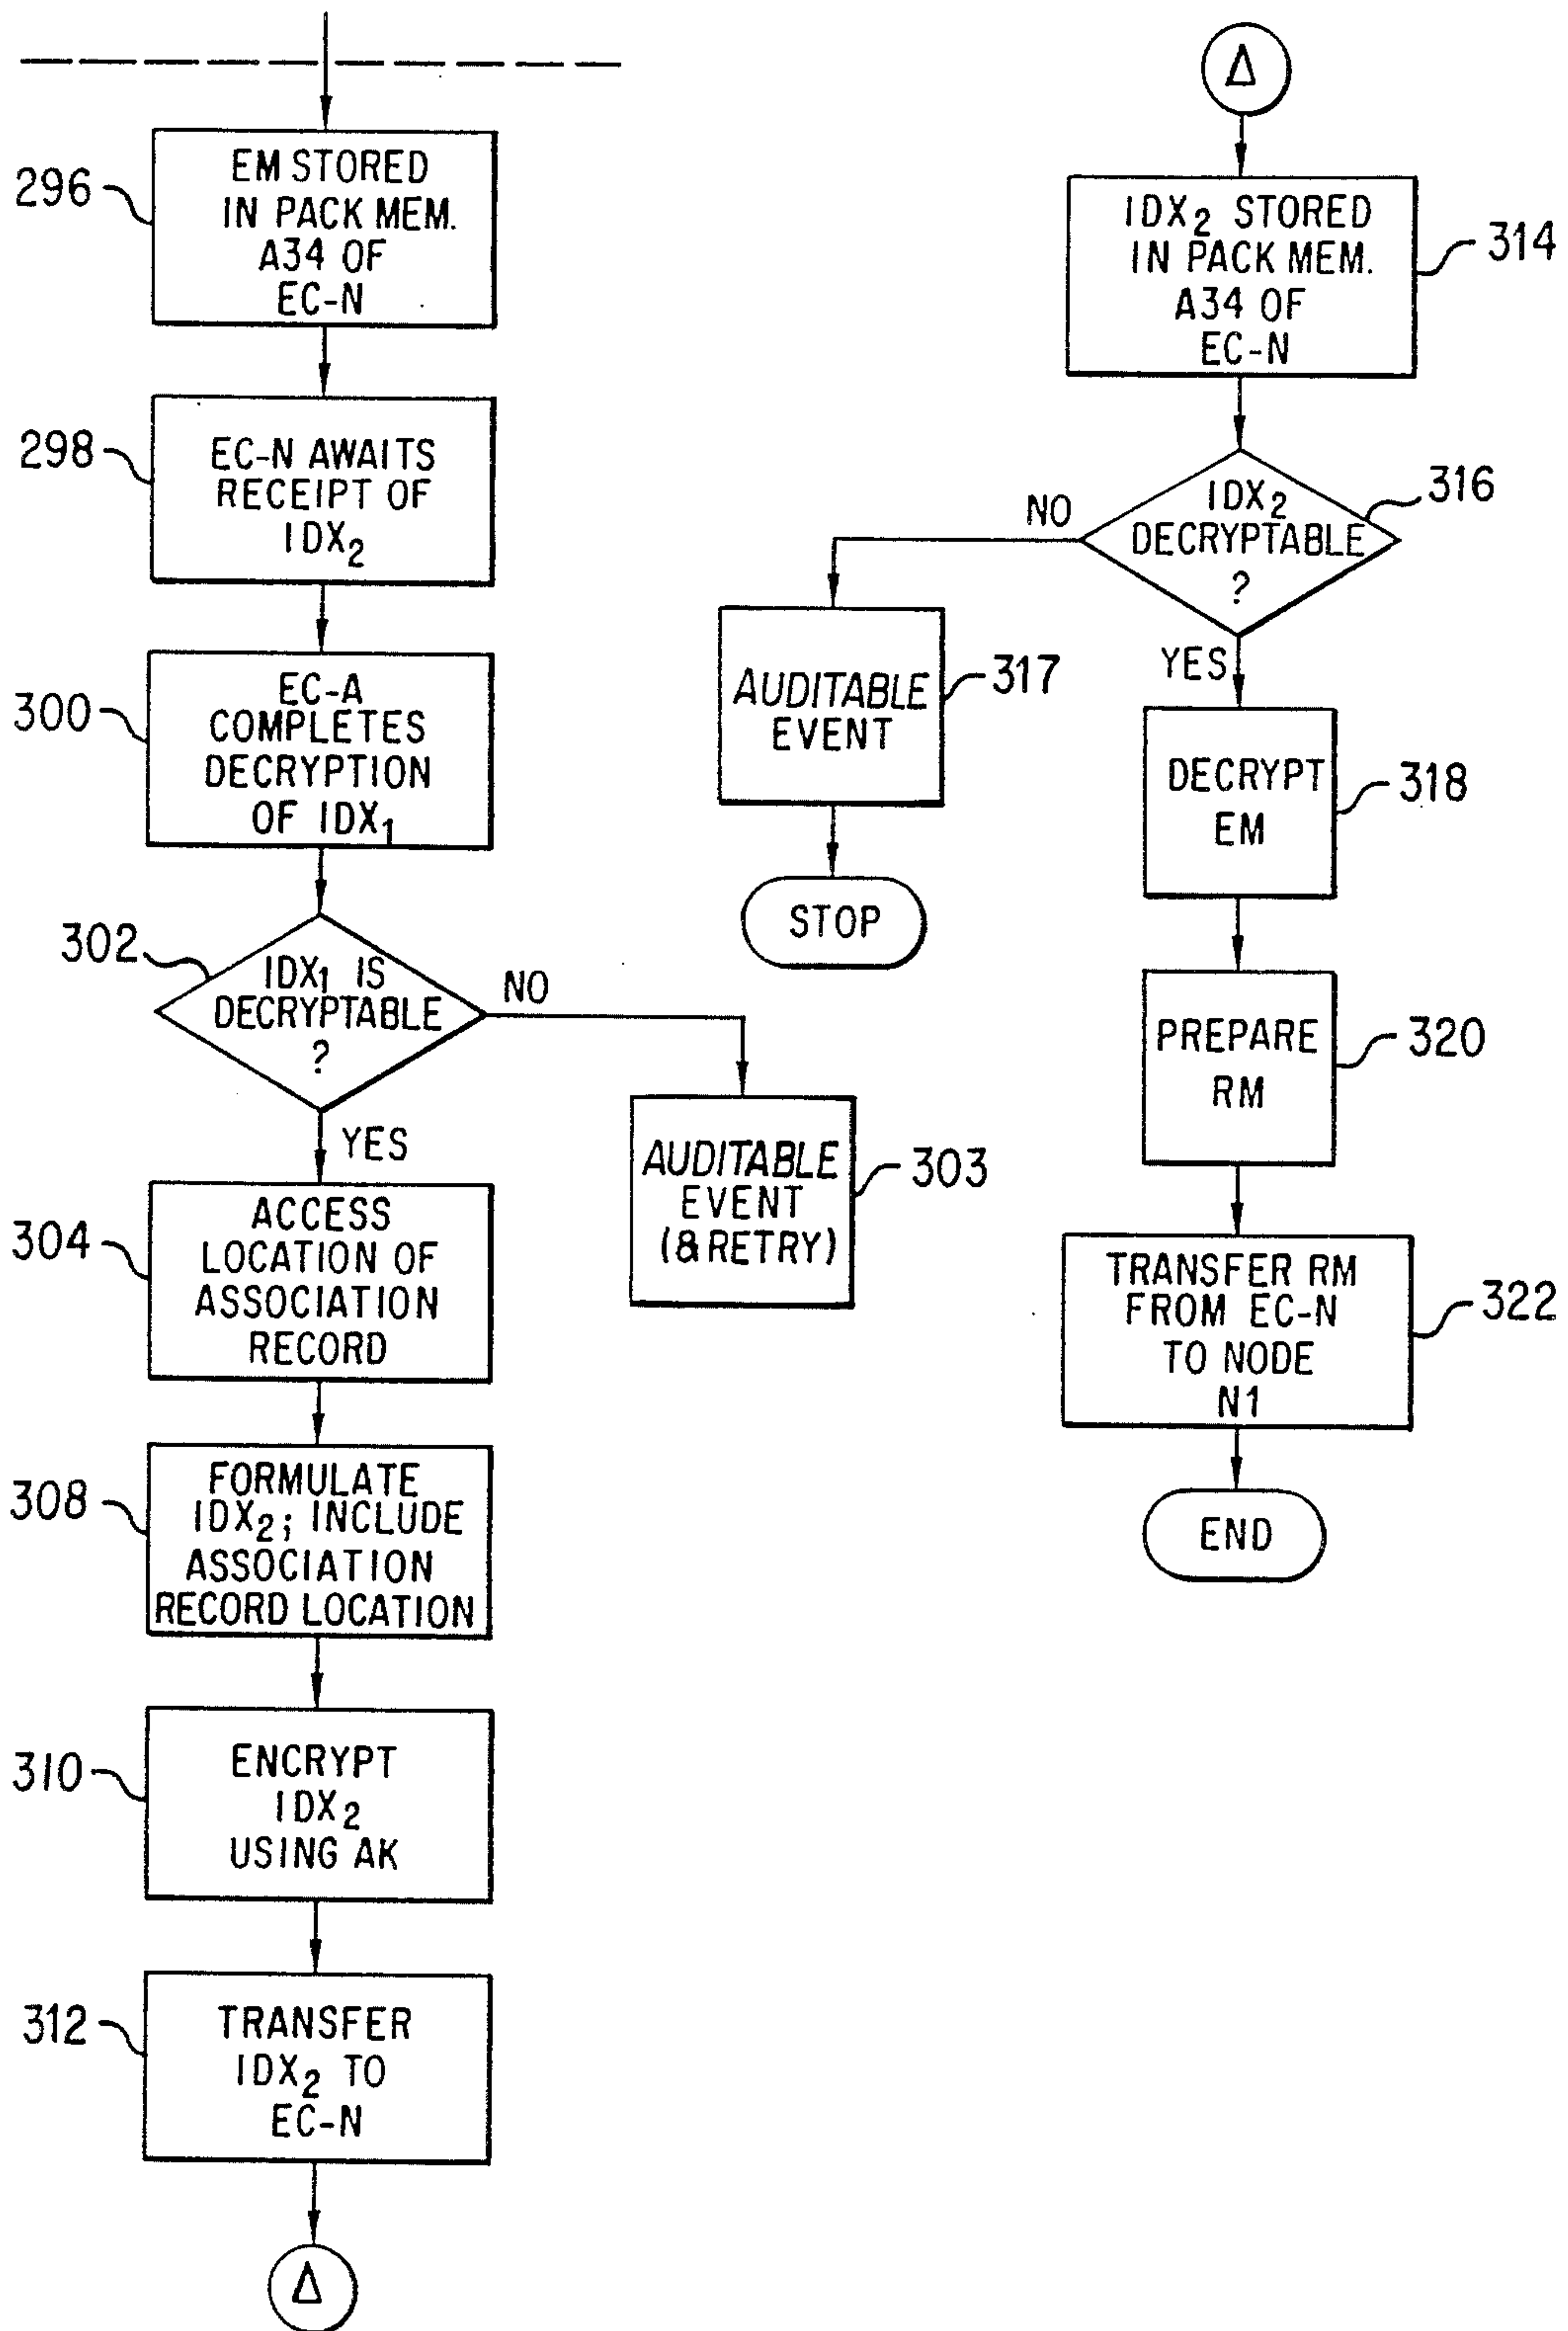 296
EM STORED
IN PACK MEM.
A34 OF
EC-N
298
EC-N AWAITS
RECEIPT OF
IDX₂
300
EC-A
COMPLETES
DECRYPTION
OF IDX₁
302
IDX₁ IS
DECRYPTABLE
?
NO
YES
AUDITABLE
EVENT
(& RETRY)
303
304
ACCESS
LOCATION OF
ASSOCIATION
RECORD
308
FORMULATE
IDX₂; INCLUDE
ASSOCIATION
RECORD LOCATION
310
ENCRYPT
IDX₂
USING AK
312
TRANSFER
IDX₂ TO
EC-N
Δ
Δ
IDX₂ STORED
IN PACK MEM.
A34 OF
EC-N
314
IDX₂
DECRYPTABLE
?
316
NO
YES
AUDITABLE
EVENT
317
STOP
DECRYPT
EM
318
PREPARE
RM
320
TRANSFER RM
FROM EC-N
TO NODE
N1
322
END